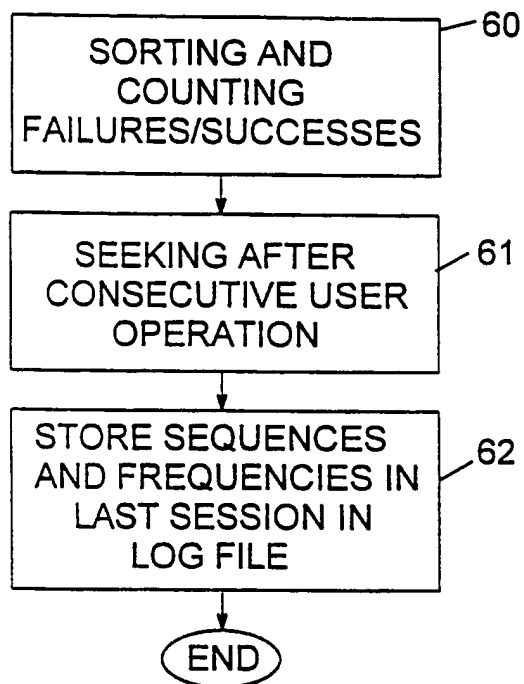 60
SORTING AND
COUNTING
FAILURES/SUCCESSES
61
SEEKING AFTER
CONSECUTIVE USER
OPERATION
62
STORE SEQUENCES
AND FREQUENCIES IN
LAST SESSION IN
LOG FILE
END